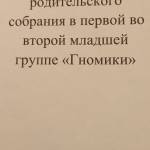 родительского
собрания в первой во
второй младшей
группе «Гномики»